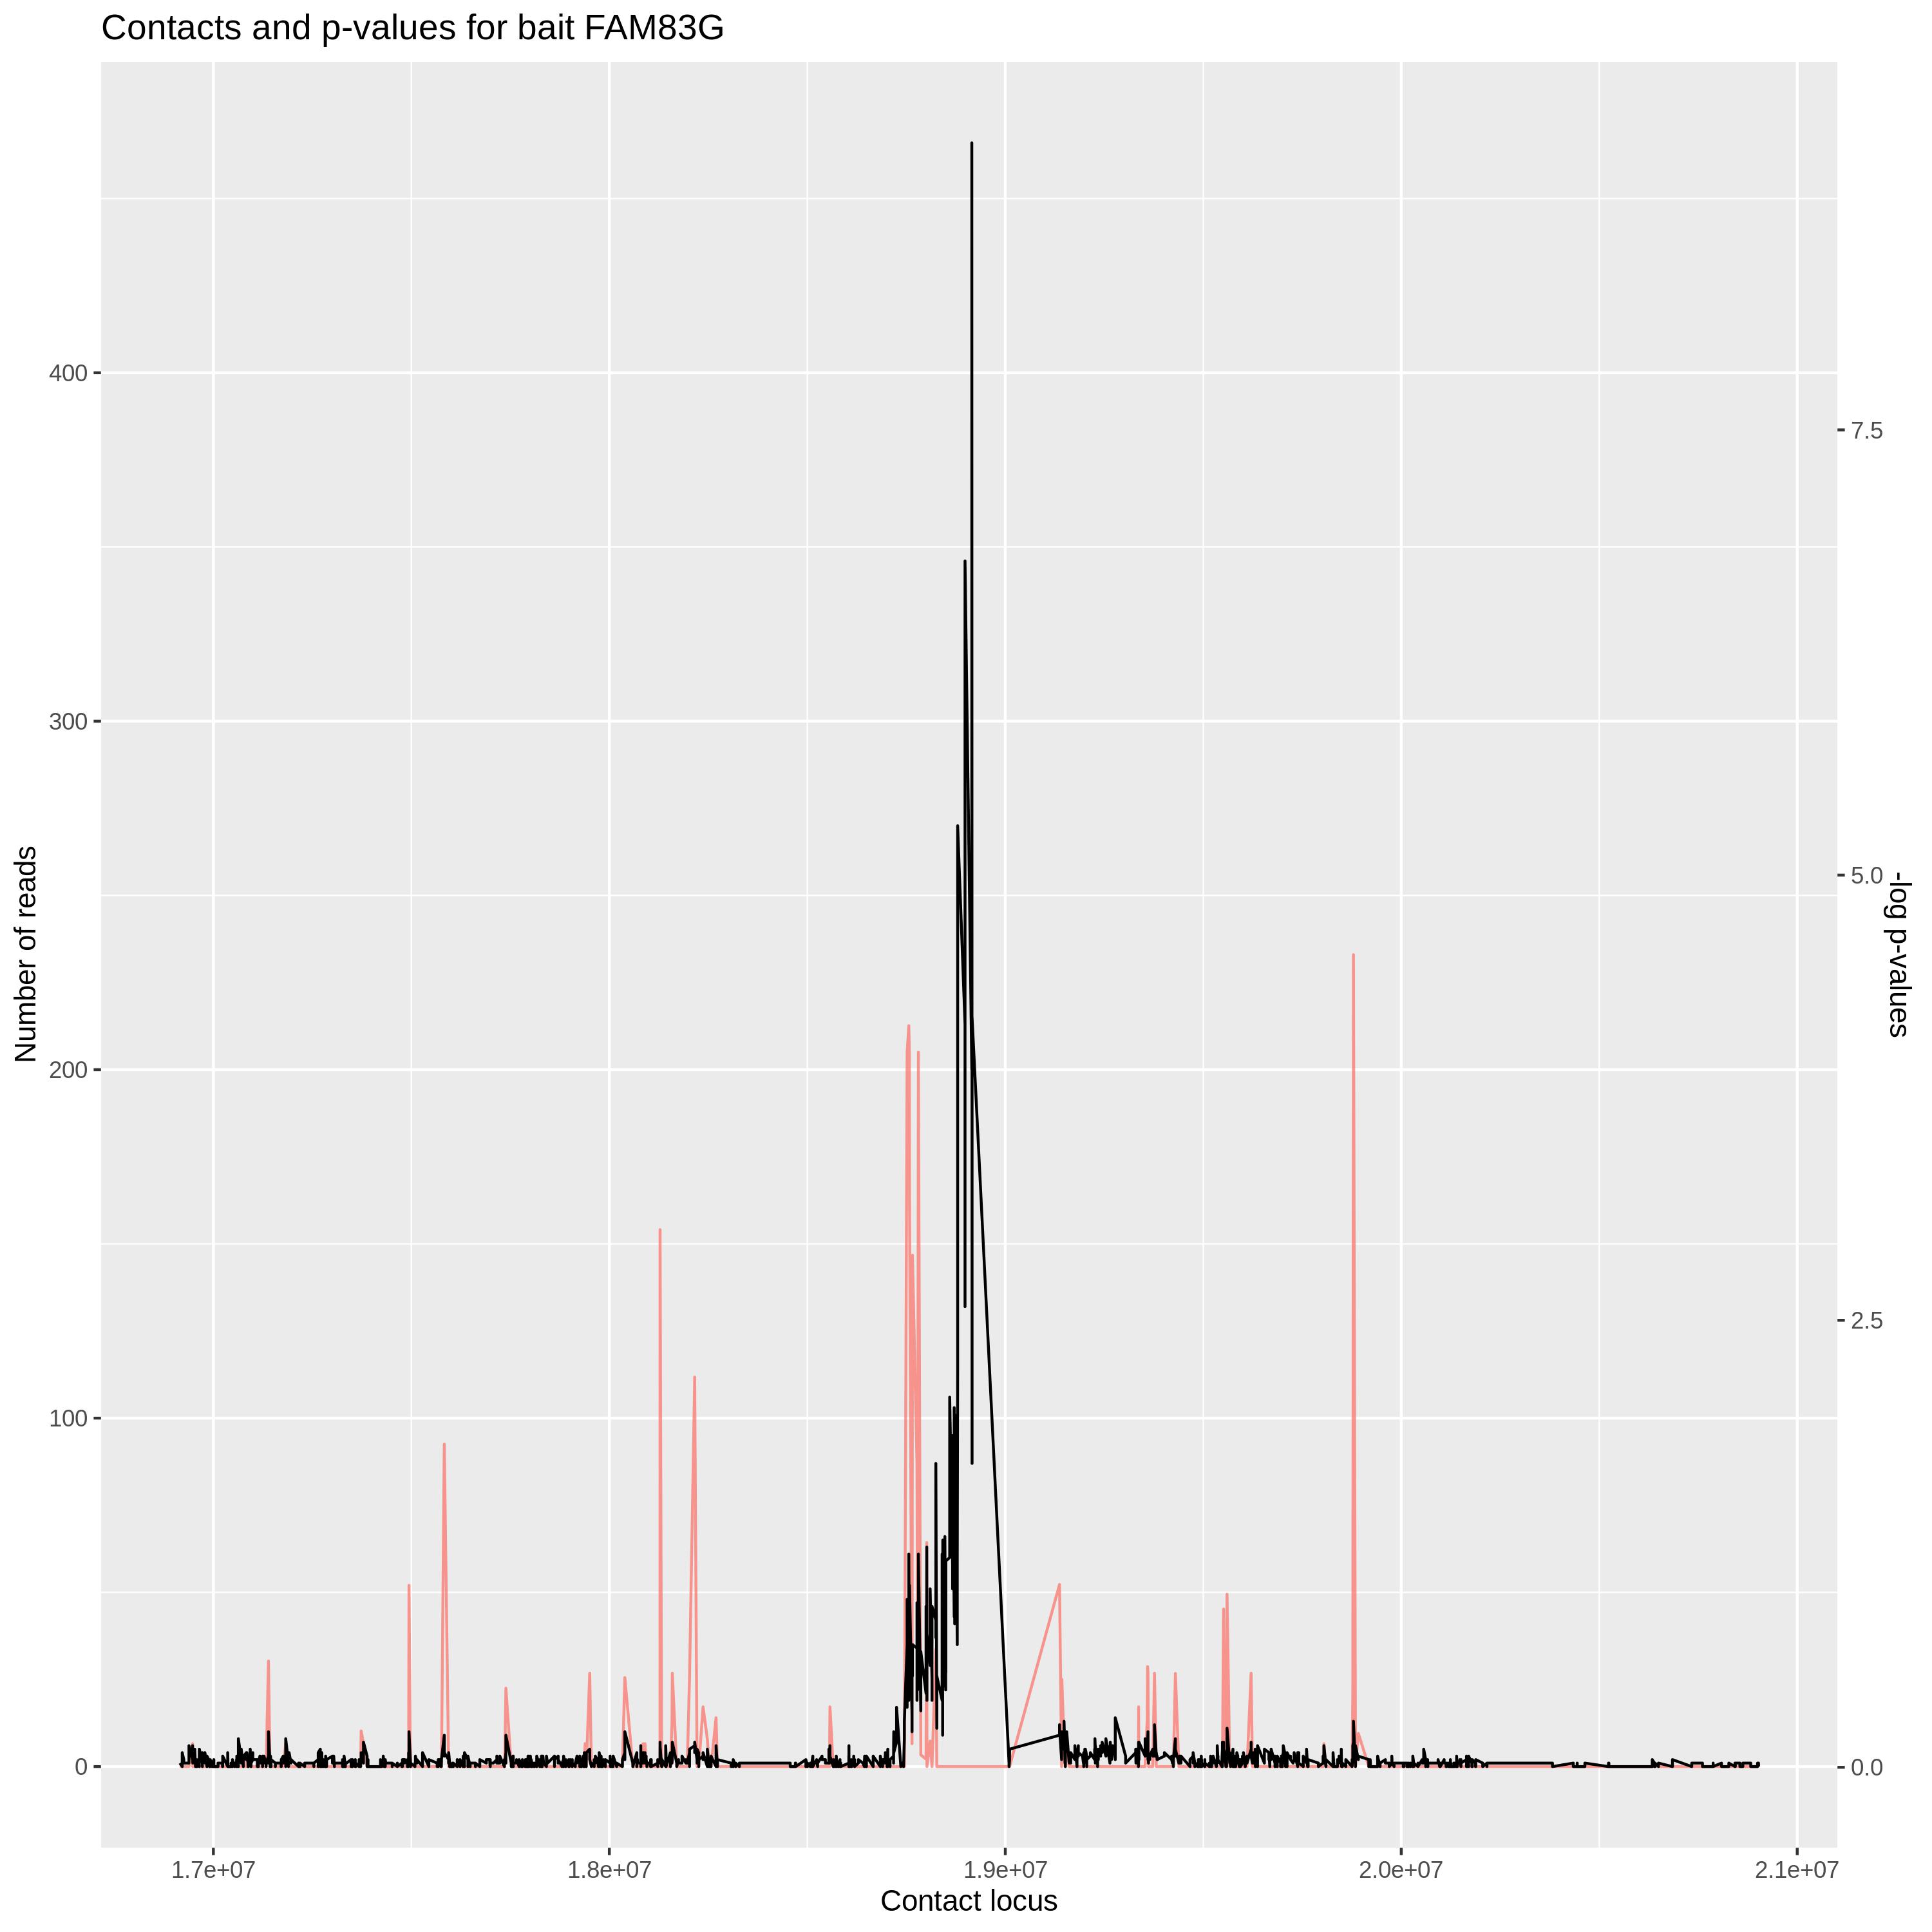 Contacts and p-values for bait FAM83G
Number of reads
400
300
200
100
0
7.5
5.0
2.5
0.0
-log p-values
1.7e+07
1.8e+07
1.9e+07
2.0e+07
2.1e+07
Contact locus